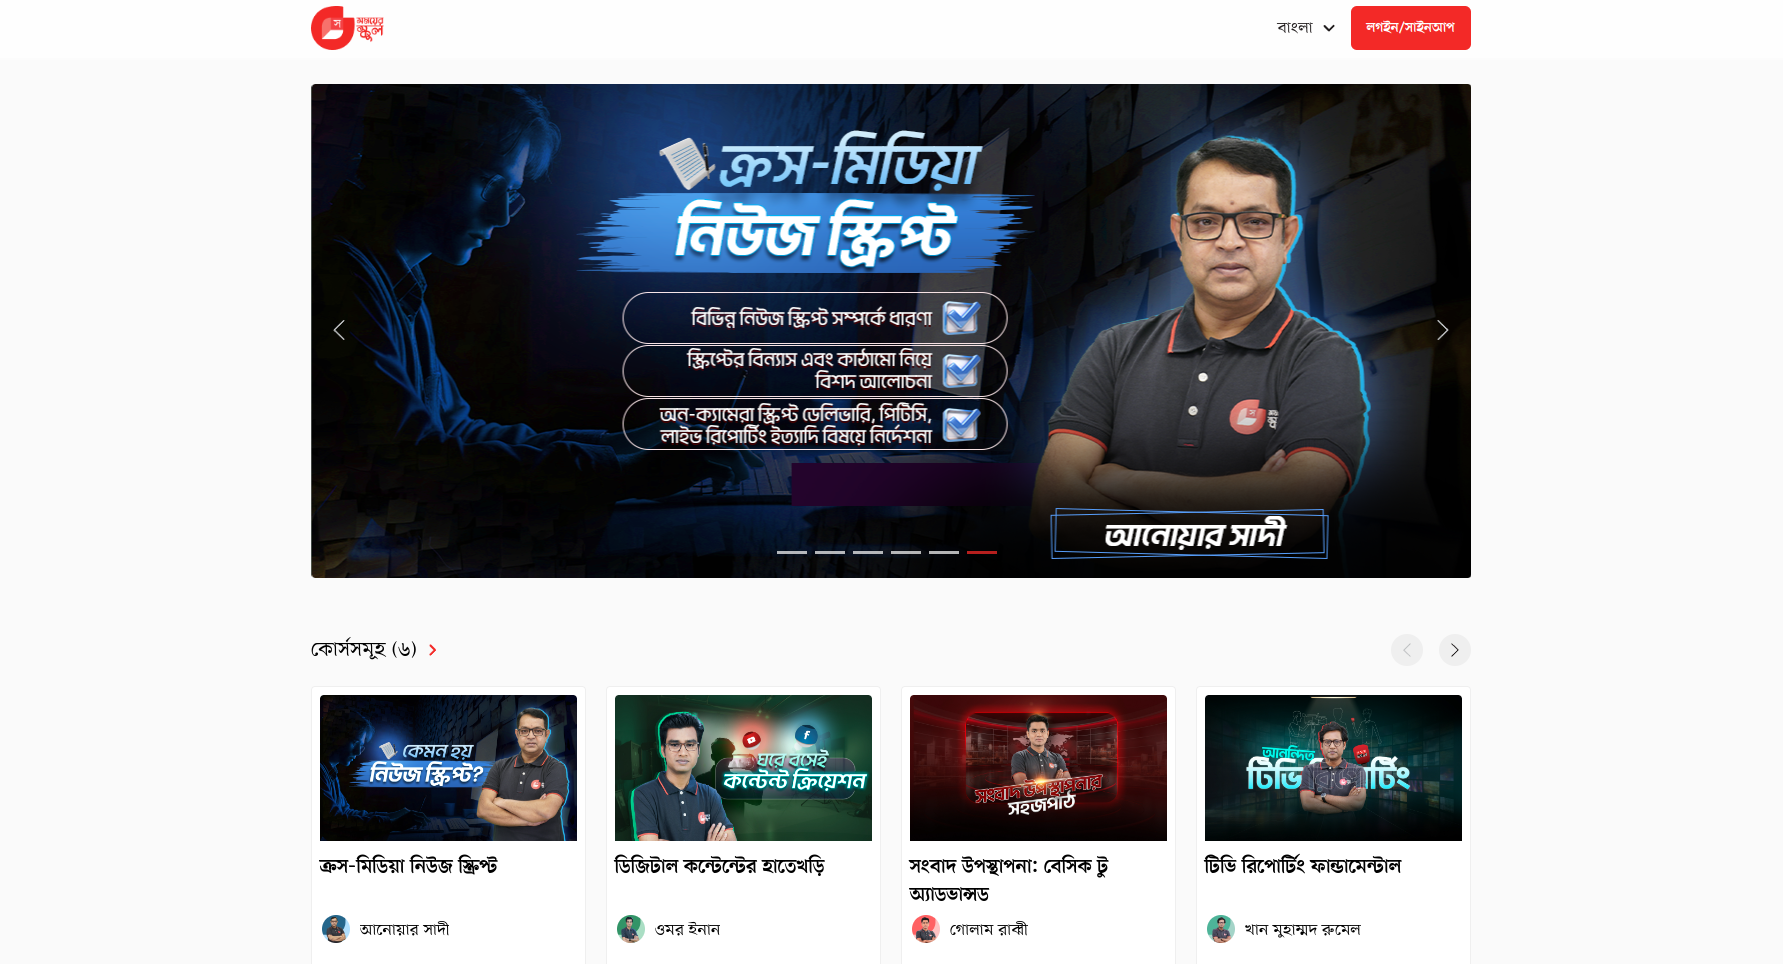 স
সময়ের
স্কুল
বাংলা
লগইন/সাইনআপ
ক্রস-মিডিয়া
নিউজ স্ক্রিপ্ট
বিভিন্ন নিউজ স্ক্রিপ্ট সম্পর্কে ধারণা
স্ক্রিপ্টের বিন্যাস এবং কাঠামো নিয়ে
বিশদ আলোচনা
অন-ক্যামেরা স্ক্রিপ্ট ডেলিভারি, পিটিসি,
লাইভ রিপোর্টিং ইত্যাদি বিষয়ে নির্দেশনা
আনোয়ার সাদী
কোর্সসমূহ (৬)
কেমন হয়
নিউজ স্ক্রিপ্ট?
ঘরে বসেই
কন্টেন্ট ক্রিয়েশন
সংবাদ উপস্থাপনার
সহজপাঠ
আনন্দিত
টিভি রিপোর্টিং
ক্রস-মিডিয়া নিউজ স্ক্রিপ্ট
ডিজিটাল কন্টেন্টের হাতেখড়ি
সংবাদ উপস্থাপনা: বেসিক টু
অ্যাডভান্সড
টিভি রিপোর্টিং ফান্ডামেন্টাল
আনোয়ার সাদী
ওমর ইনান
গোলাম রাব্বী
খান মুহাম্মদ রুমেল